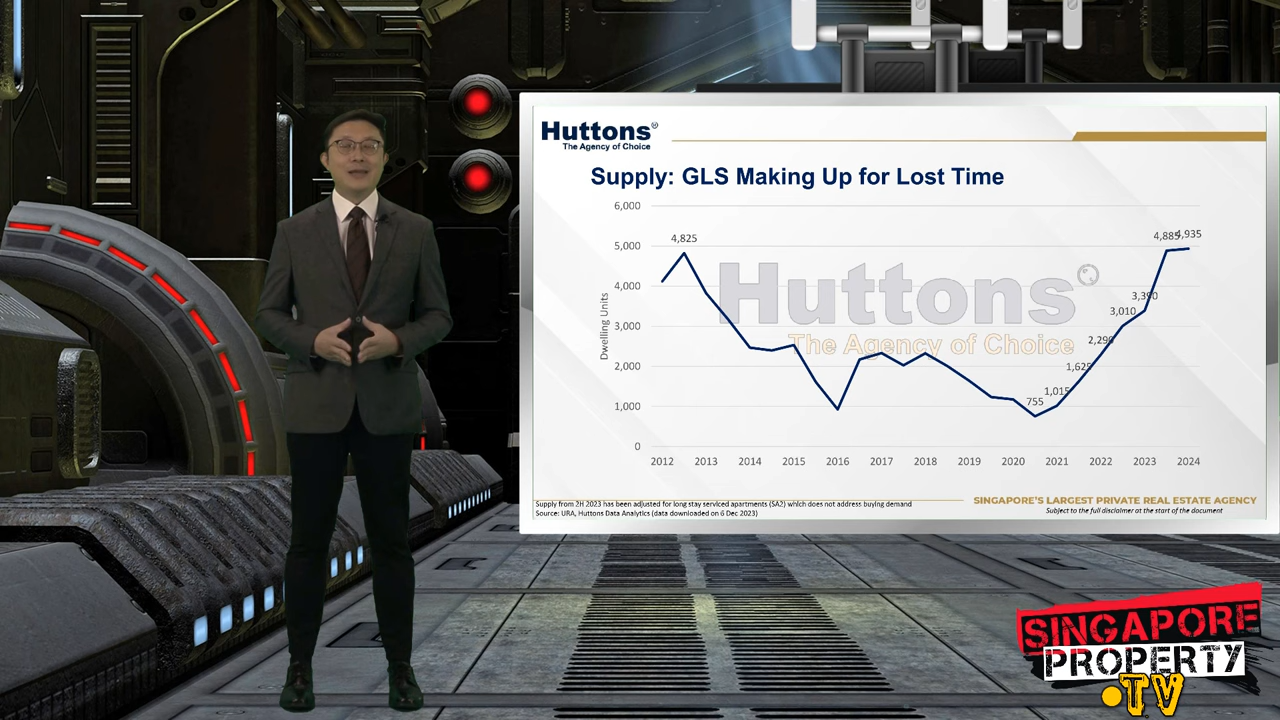 Huttons®
The Agency of Choice
Supply: GLS Making Up for Lost Time
6,000
5,000
4,000
3,000
2,000
1,000
0
Dwelling Units
4,825
755
1,015
1,625
2,290
3,010
3,390
4,885
4,935
Huttons
The Agency of Choice
2012 2013 2014 2015 2016 2017 2018 2019 2020 2021 2022 2023 2024
Supply from 2H 2023 has been adjusted for long stay serviced apartments (SA2) which does not address buying demand
Source: URA, Huttons Data Analytics (data downloaded on 6 Dec 2023)
SINGAPORE'S LARGEST PRIVATE REAL ESTATE AGENCY
Subject to the full disclaimer at the start of the document
SINGAPORE
PROPERTY
TV